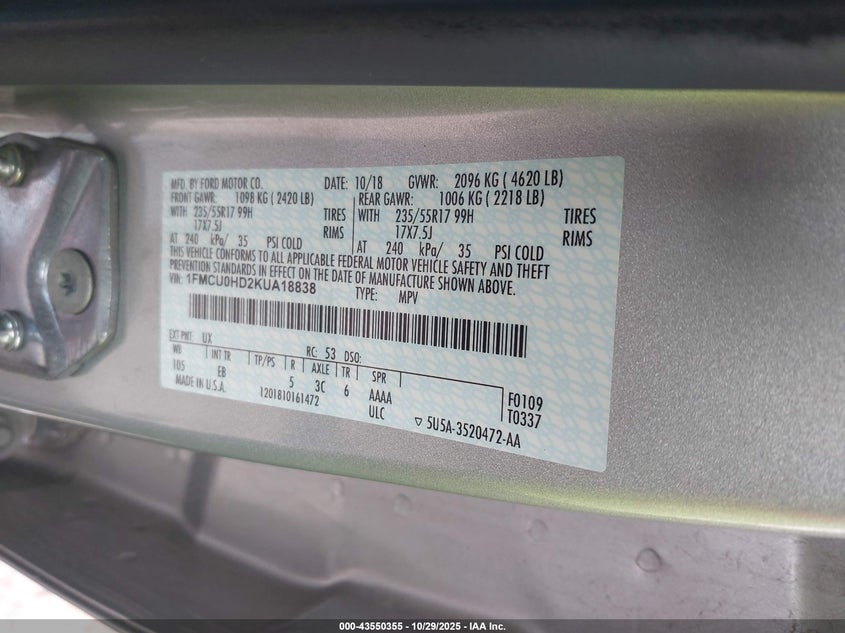 MFD. BY FORD MOTOR CO. DATE: 10/18 GVWR: 2096 KG ( 4620 LB)
FRONT GAWR: 1098 KG ( 2420 LB) REAR GAWR: 1006 KG ( 2218 LB)
WITH 235/55R17 99H TIRES WITH 235/55R17 99H TIRES
17X7.5J RIMS 17X7.5J RIMS
AT 240 kPa/ 35 PSI COLD AT 240 kPa/ 35 PSI COLD
THIS VEHICLE CONFORMS TO ALL APPLICABLE FEDERAL MOTOR VEHICLE SAFETY AND THEFT
PREVENTION STANDARDS IN EFFECT ON THE DATE OF MANUFACTURE SHOWN ABOVE.
VIN: 1FMCU0HD2KUA18838 TYPE: MPV
EXT PNT: UX RC: 53 DSO:
WB INT TR TP/PS R AXLE TR SPR
105 EB 5 3C 6 AAAA F0109
MADE IN U.S.A. 1201810161472 ULC T0337
▽ 5U5A-3520472-AA
000-43550355 - 10/29/2025 - IAA Inc.